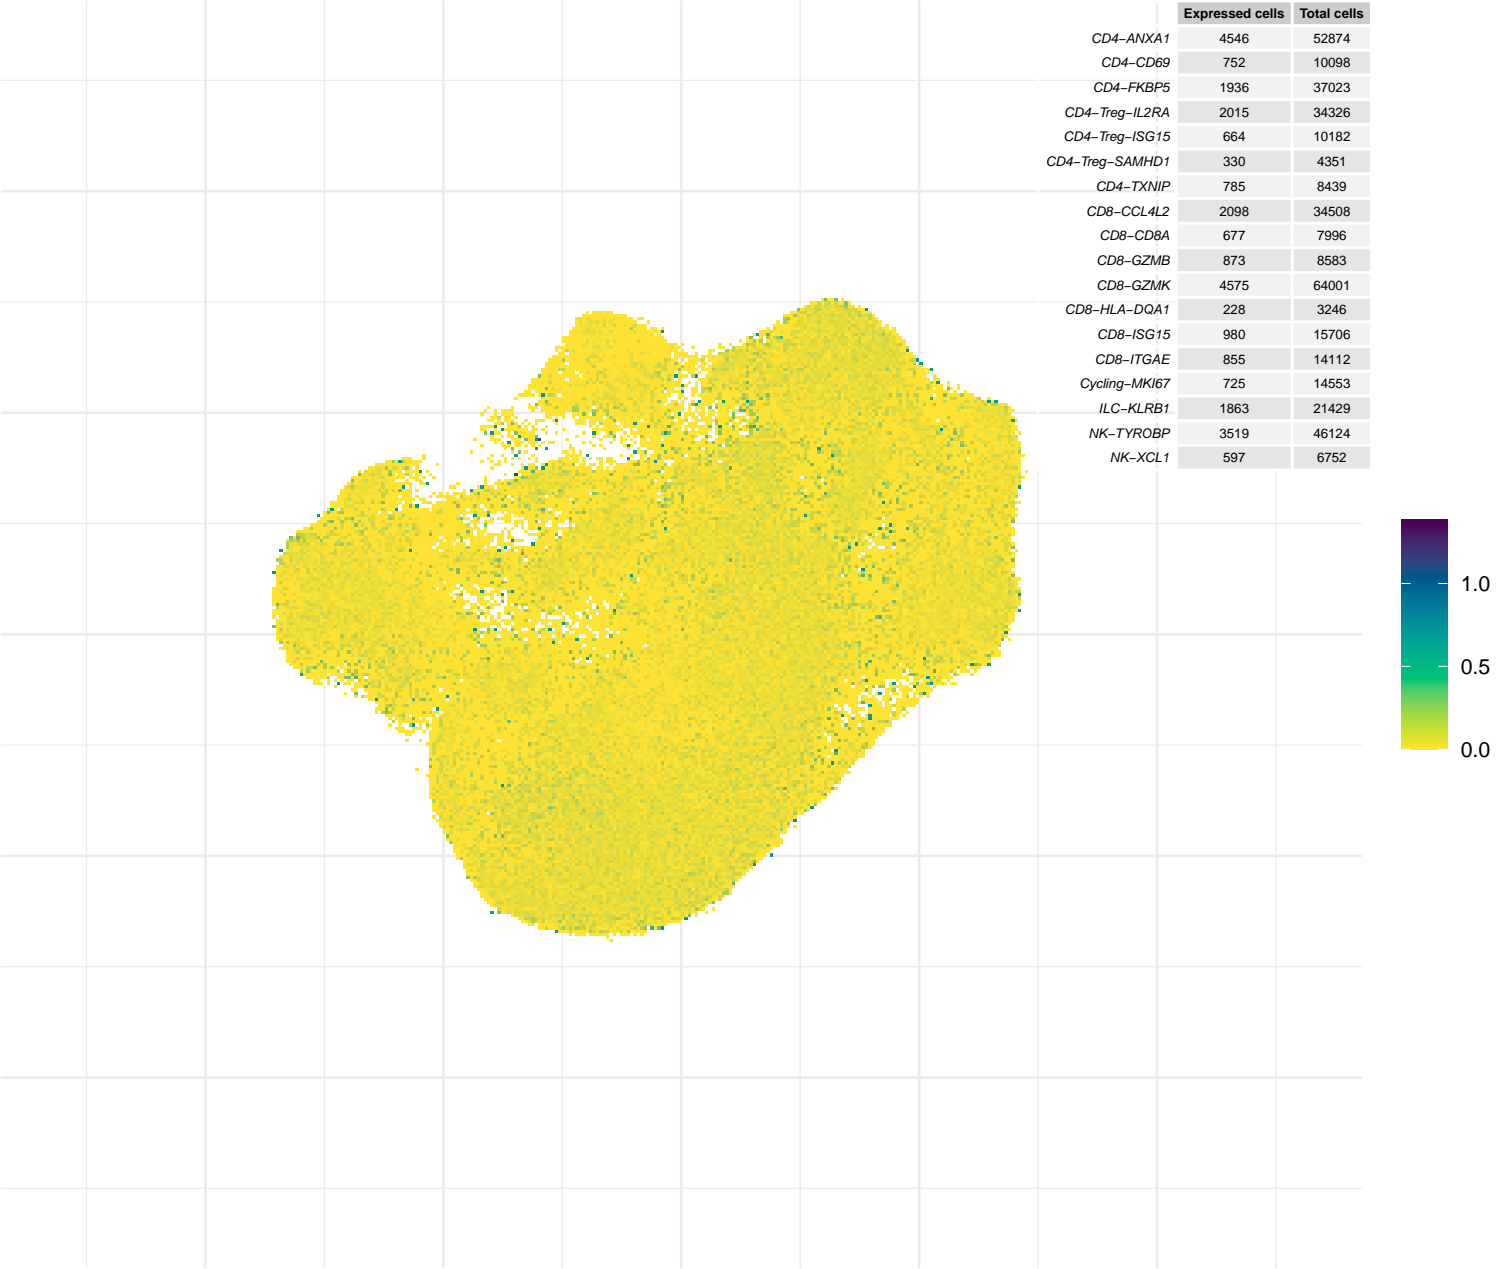 Expressed cells Total cells
CD4−ANXA1 4546 52874
CD4−CD69 752 10098
CD4−FKBP5 1936 37023
CD4−Treg−IL2RA 2015 34326
CD4−Treg−ISG15 664 10182
CD4−Treg−SAMHD1 330 4351
CD4−TXNIP 785 8439
CD8−CCL4L2 2098 34508
CD8−CD8A 677 7996
CD8−GZMB 873 8583
CD8−GZMK 4575 64001
CD8−HLA−DQA1 228 3246
CD8−ISG15 980 15706
CD8−ITGAE 855 14112
Cycling−MKI67 725 14553
ILC−KLRB1 1863 21429
NK−TYROBP 3519 46124
NK−XCL1 597 6752
1.0
0.5
0.0